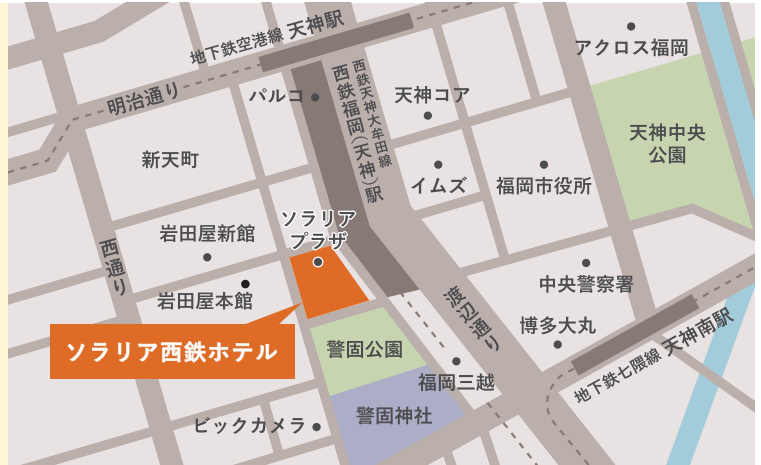 地下鉄空港線 天神駅
アクロス福岡
明治通り
パルコ
西鉄天神大牟田線
西鉄福岡(天神)駅
天神コア
天神中央
公園
新天町
イムズ
福岡市役所
ソラリア
プラザ
岩田屋新館
西通り
岩田屋本館
中央警察署
渡辺通り
博多大丸
地下鉄七隈線 天神南駅
ソラリア西鉄ホテル
警固公園
福岡三越
警固神社
ビックカメラ